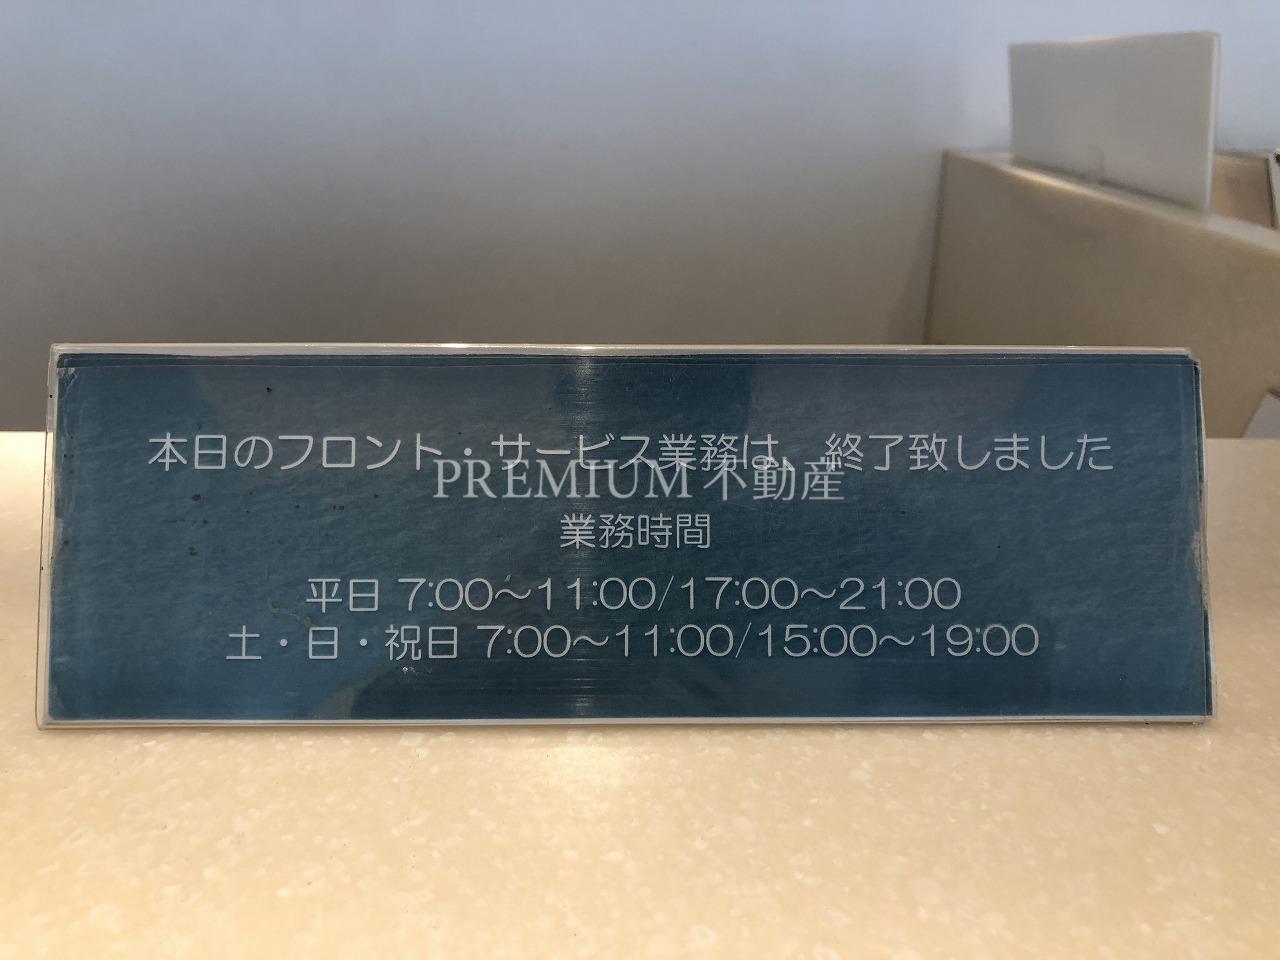 本日のフロント・サービス業務は、終了致しました
PREMIUM 不動産
業務時間
平日 7:00～11:00/17:00～21:00
土・日・祝日 7:00～11:00/15:00～19:00